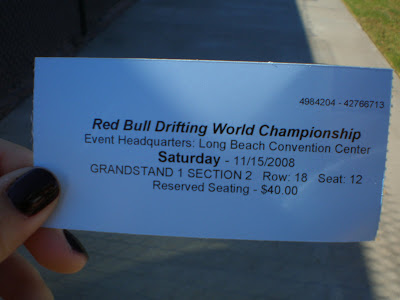 4984204 - 42766713
Red Bull Drifting World Championship
Event Headquarters: Long Beach Convention Center
Saturday - 11/15/2008
GRANDSTAND 1 SECTION 2 Row: 18 Seat: 12
Reserved Seating - $40.00